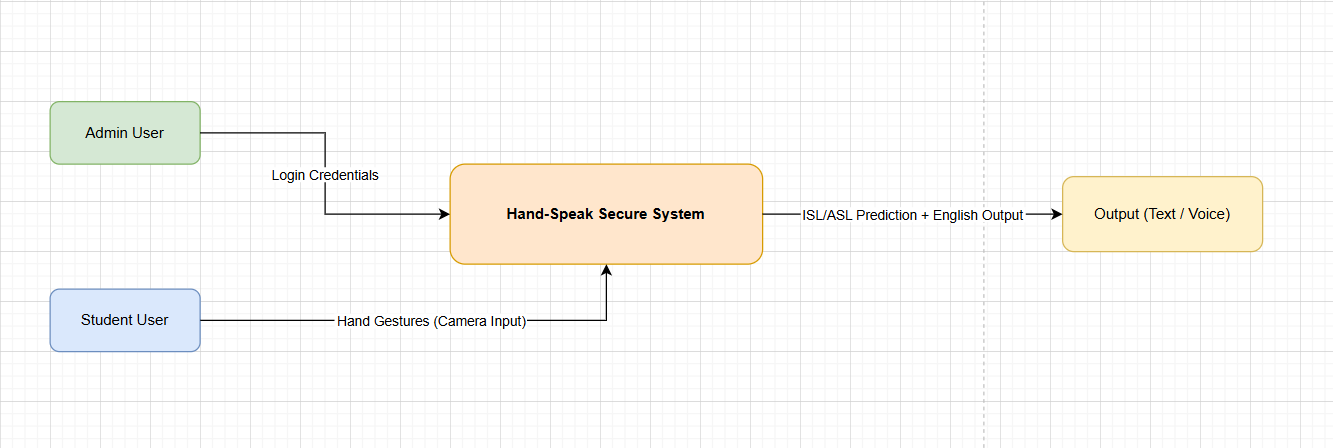 Admin User
Login Credentials
Hand-Speak Secure System
ISL/ASL Prediction + English Output
Output (Text / Voice)
Student User
Hand Gestures (Camera Input)